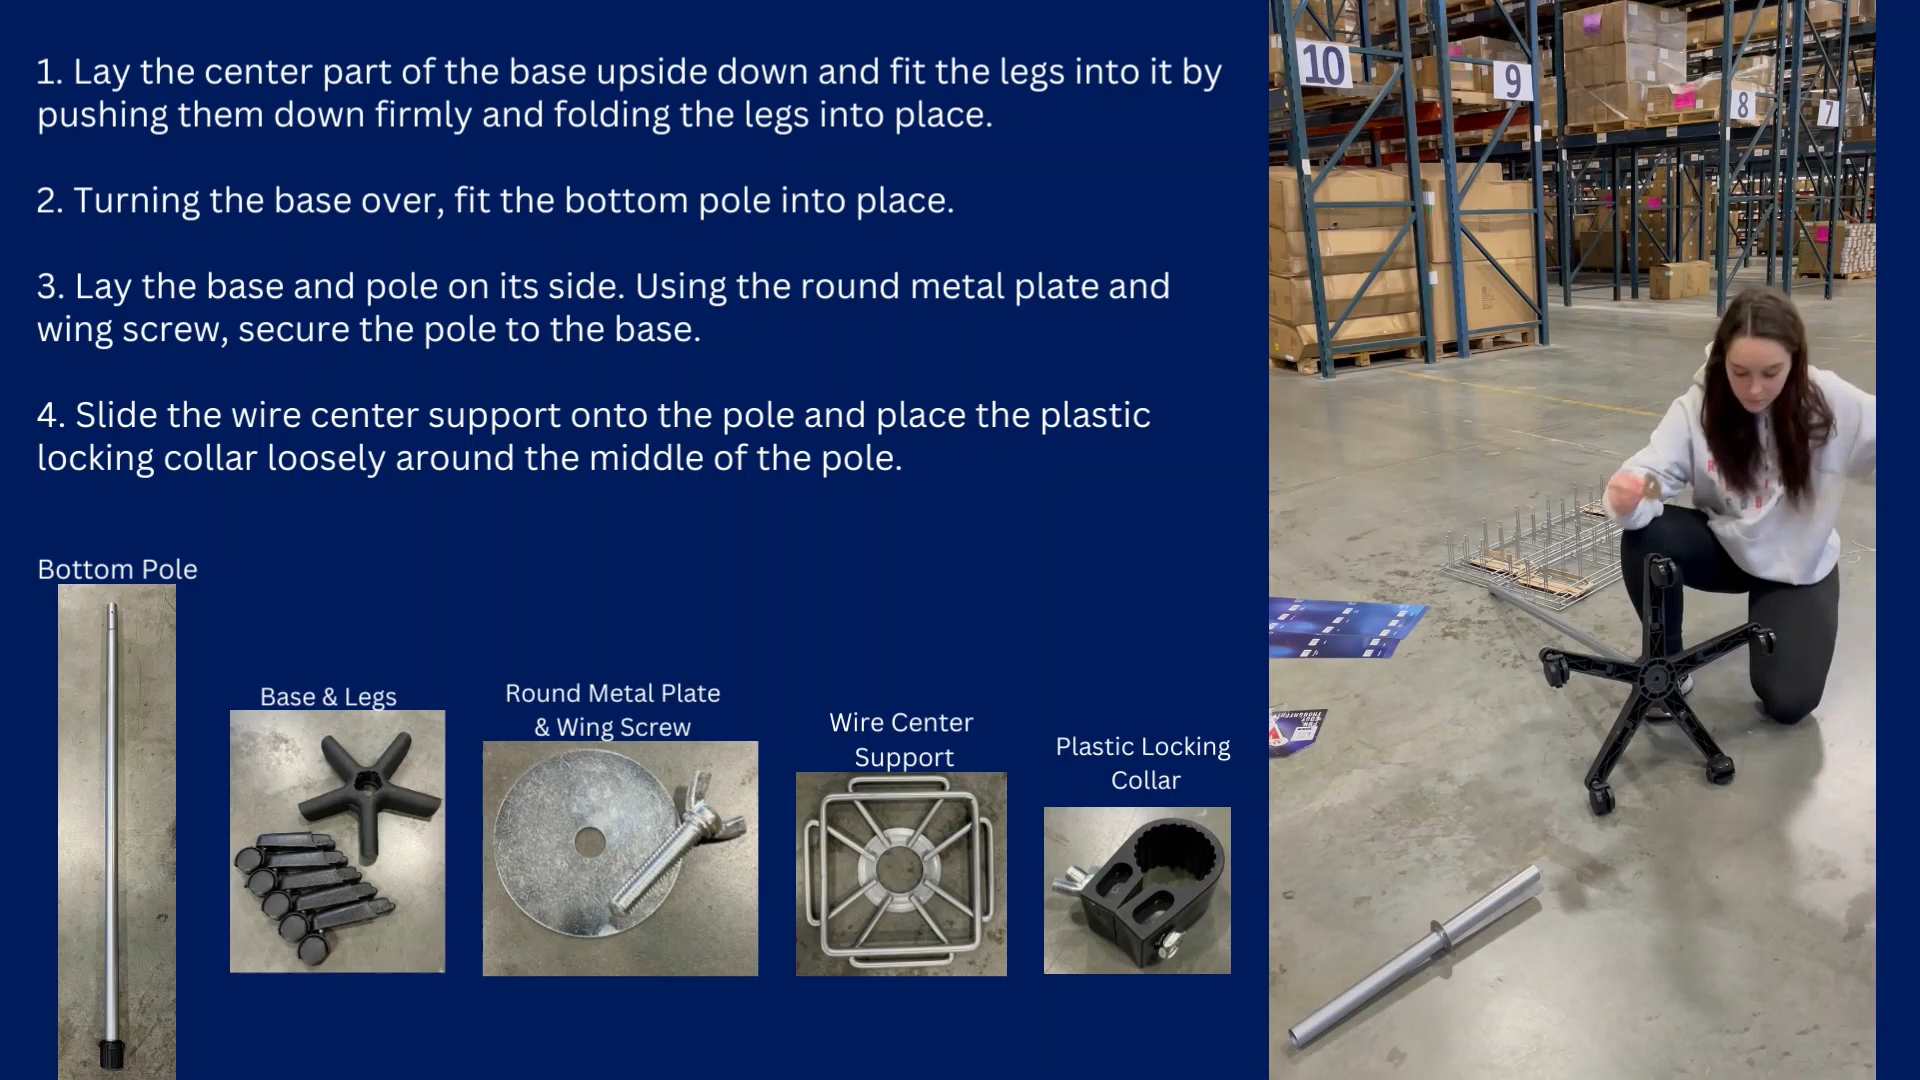 1. Lay the center part of the base upside down and fit the legs into it by
pushing them down firmly and folding the legs into place.
2. Turning the base over, fit the bottom pole into place.
3. Lay the base and pole on its side. Using the round metal plate and
wing screw, secure the pole to the base.
4. Slide the wire center support onto the pole and place the plastic
locking collar loosely around the middle of the pole.
Bottom Pole
Base & Legs
Round Metal Plate
& Wing Screw
Wire Center
Support
Plastic Locking
Collar
10
9
8
7